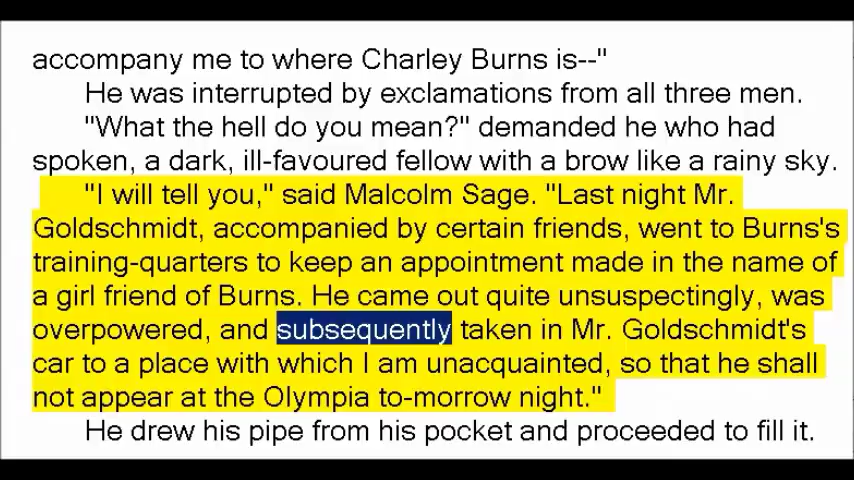 accompany me to where Charley Burns is--"
He was interrupted by exclamations from all three men.
"What the hell do you mean?" demanded he who had
spoken, a dark, ill-favoured fellow with a brow like a rainy sky.
"I will tell you," said Malcolm Sage. "Last night Mr.
Goldschmidt, accompanied by certain friends, went to Burns's
training-quarters to keep an appointment made in the name of
a girl friend of Burns. He came out quite unsuspectingly, was
overpowered, and subsequently taken in Mr. Goldschmidt's
car to a place with which I am unacquainted, so that he shall
not appear at the Olympia to-morrow night."
He drew his pipe from his pocket and proceeded to fill it.